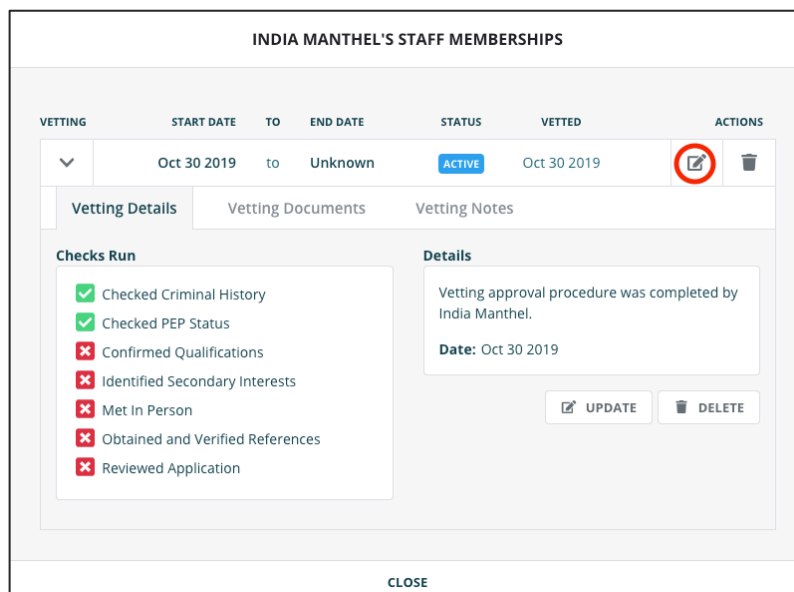 INDIA MANTHEL'S STAFF MEMBERSHIPS
VETTING START DATE TO END DATE STATUS VETTED ACTIONS
Oct 30 2019 to Unknown ACTIVE Oct 30 2019
Vetting Details Vetting Documents Vetting Notes
Checks Run
Checked Criminal History
Checked PEP Status
Confirmed Qualifications
Identified Secondary Interests
Met In Person
Obtained and Verified References
Reviewed Application
Details
Vetting approval procedure was completed by
India Manthel.
Date: Oct 30 2019
UPDATE DELETE
CLOSE